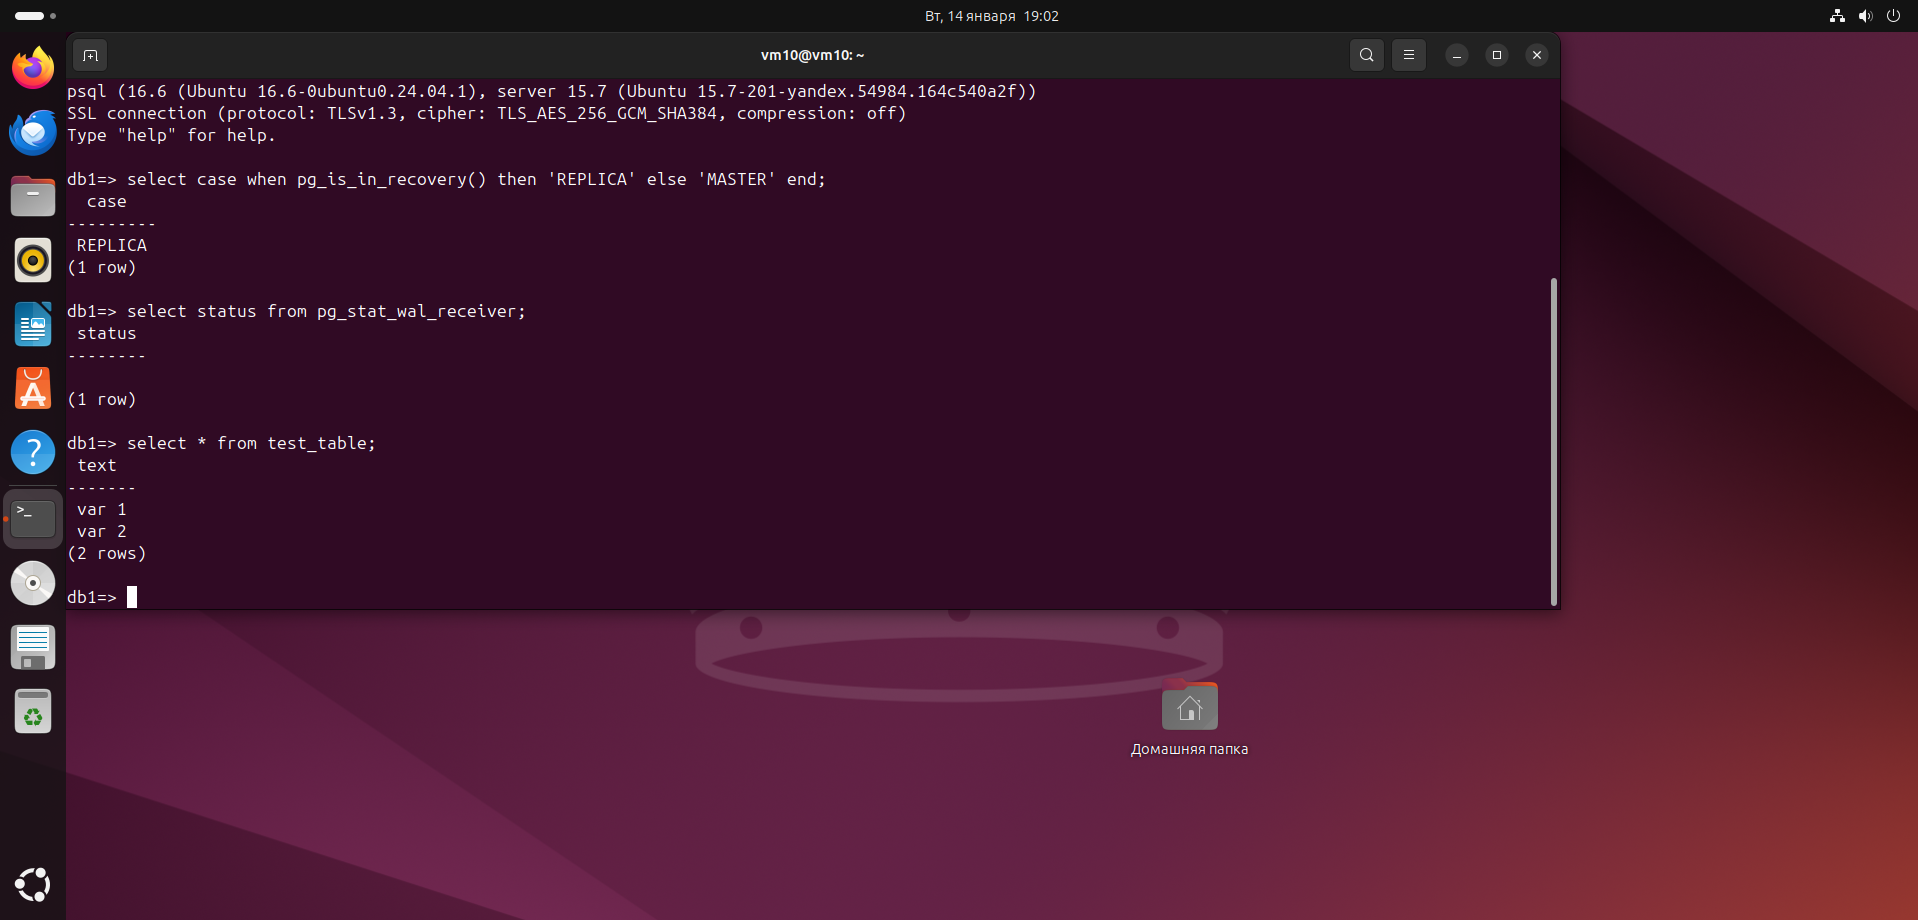 Вт, 14 января 19:02
vm10@vm10: ~
psql (16.6 (Ubuntu 16.6-0ubuntu0.24.04.1), server 15.7 (Ubuntu 15.7-201-yandex.54984.164c540a2f))
SSL connection (protocol: TLSv1.3, cipher: TLS_AES_256_GCM_SHA384, compression: off)
Type "help" for help.
db1=> select case when pg_is_in_recovery() then 'REPLICA' else 'MASTER' end;
  case
---------
 REPLICA
(1 row)
db1=> select status from pg_stat_wal_receiver;
 status
--------
(1 row)
db1=> select * from test_table;
 text
-------
 var 1
 var 2
(2 rows)
db1=>
Домашняя папка